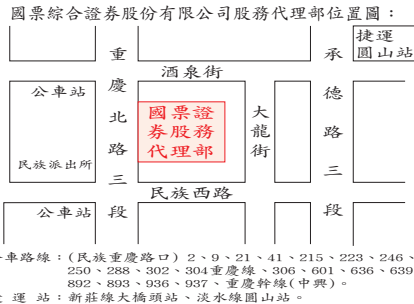 國票綜合證券股份有限公司股務代理部位置圖：
捷運
圓山站
重慶北路三段
承德路三段
酒泉街
公車站
國票證
券股務
代理部
大龍街
民族派出所
民族西路
公車站
車路線：(民族重慶路口) 2、9、21、41、215、223、246、
250、288、302、304重慶線、306、601、636、639
892、893、936、937、重慶幹線(中興)。
運 站：新莊線大橋頭站、淡水線圓山站。